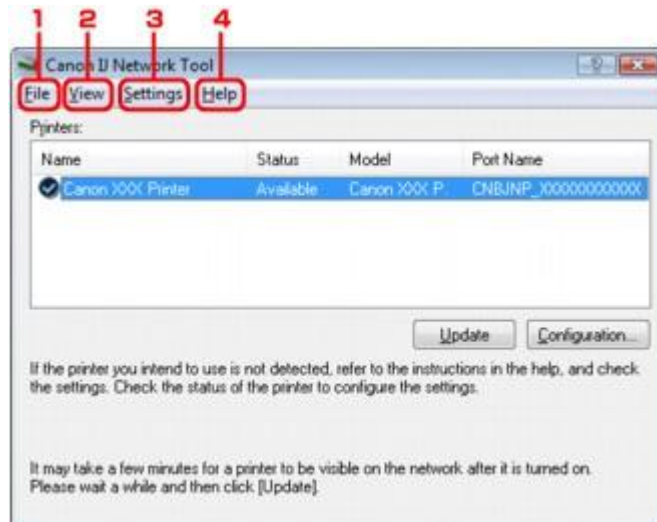 1 2 3 4
Canon IJ Network Tool
File View Settings Help
Printers:
Name Status Model Port Name
Canon XXX Printer Available Canon XXX P... CNBJNP_XXXXXXXXXXXX
Update Configuration...
If the printer you intend to use is not detected, refer to the instructions in the help, and check
the settings. Check the status of the printer to configure the settings.
It may take a few minutes for a printer to be visible on the network after it is turned on.
Please wait a while and then click [Update].